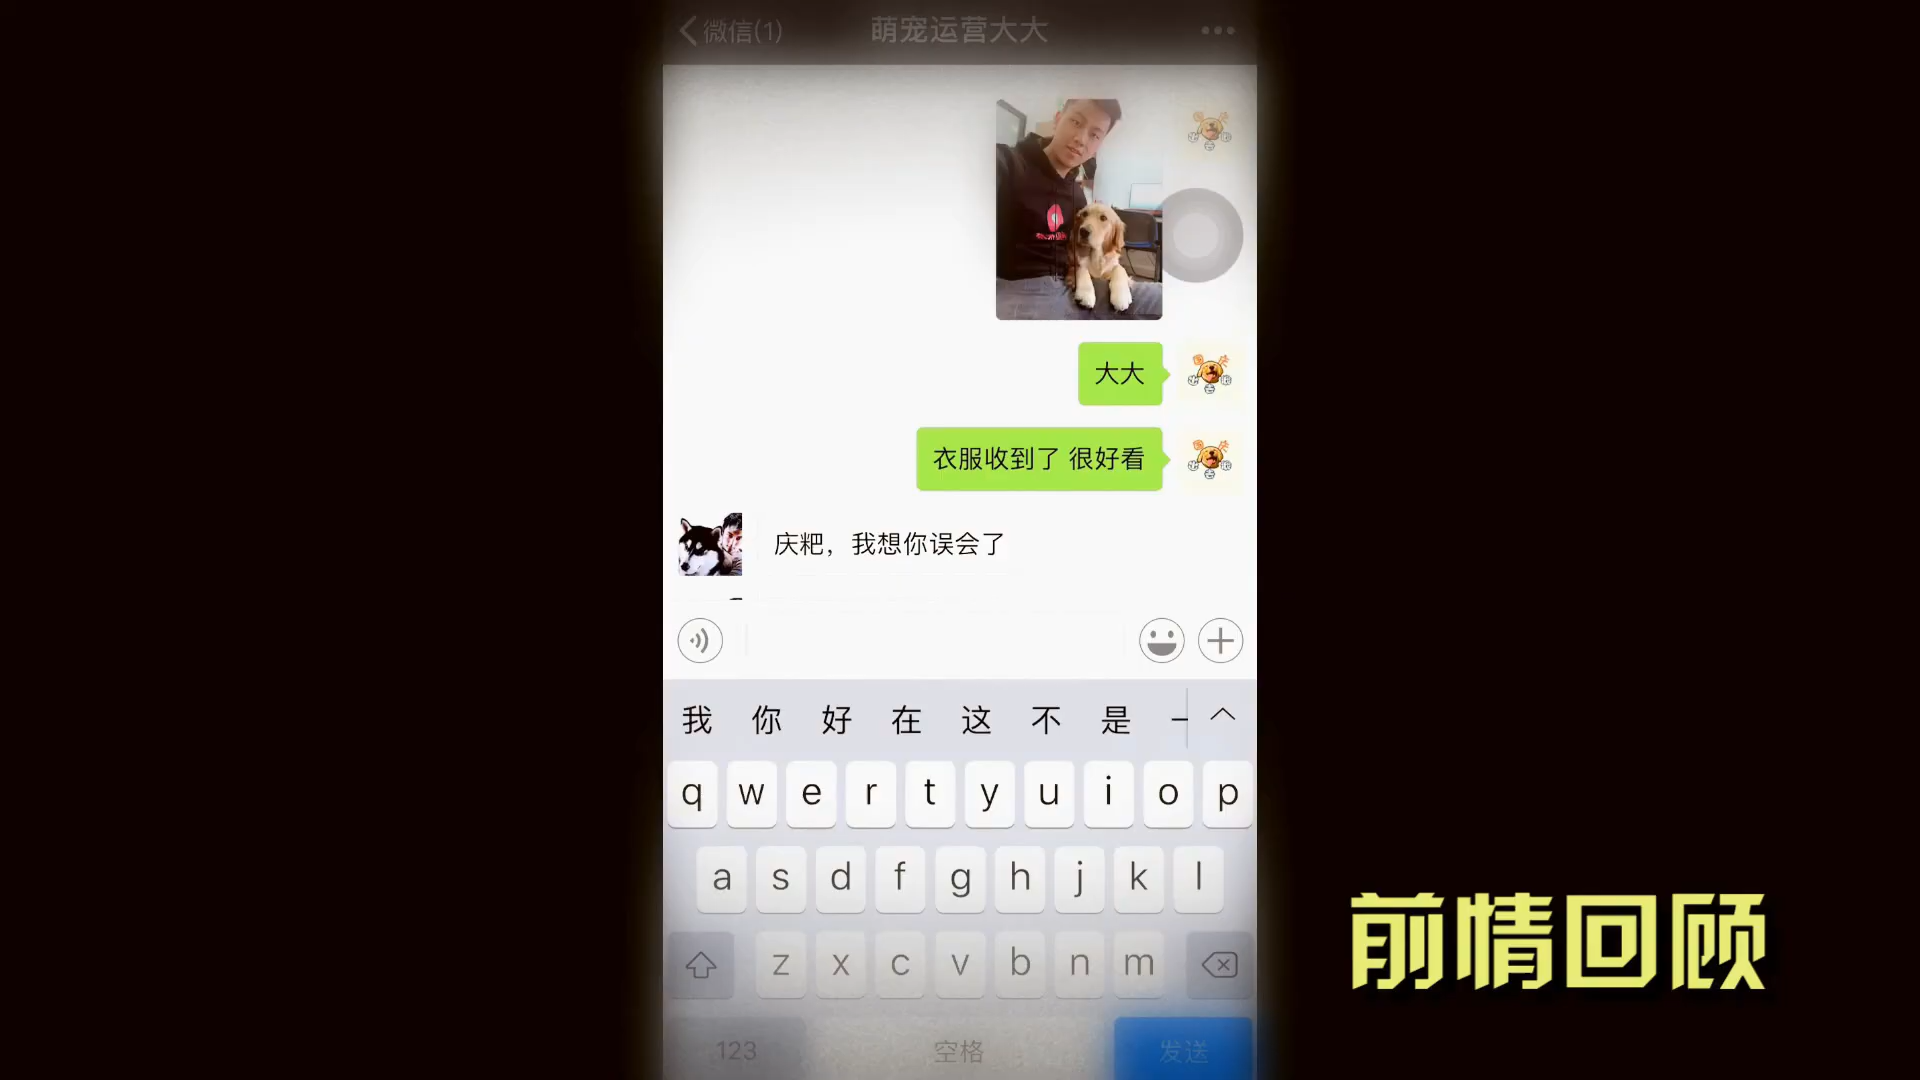 微信(1)
萌宠运营大大
大大
衣服收到了 很好看
庆粑，我想你误会了
我 你 好 在 这 不 是 一
q w e r t y u i o p
a s d f g h j k l
z x c v b n m
123 空格 发送
前情回顾